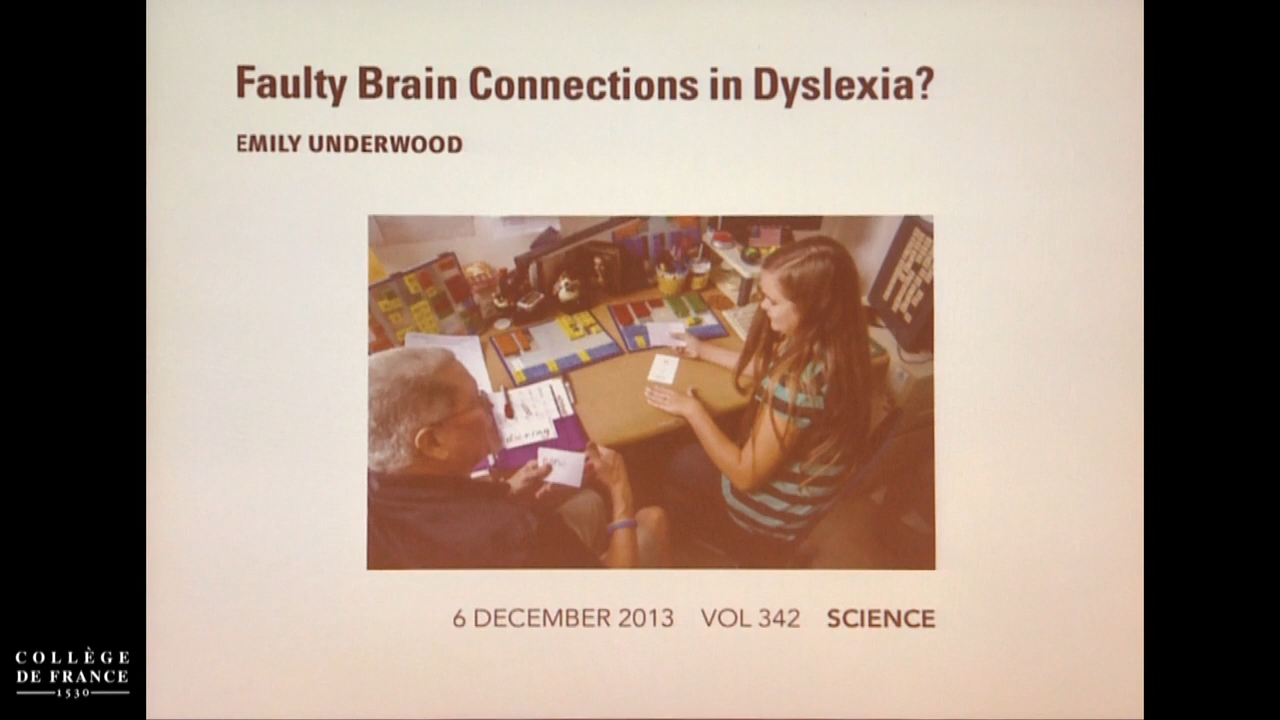 Faulty Brain Connections in Dyslexia?
EMILY UNDERWOOD
6 DECEMBER 2013 VOL 342 SCIENCE
COLLÈGE
DE FRANCE
1530